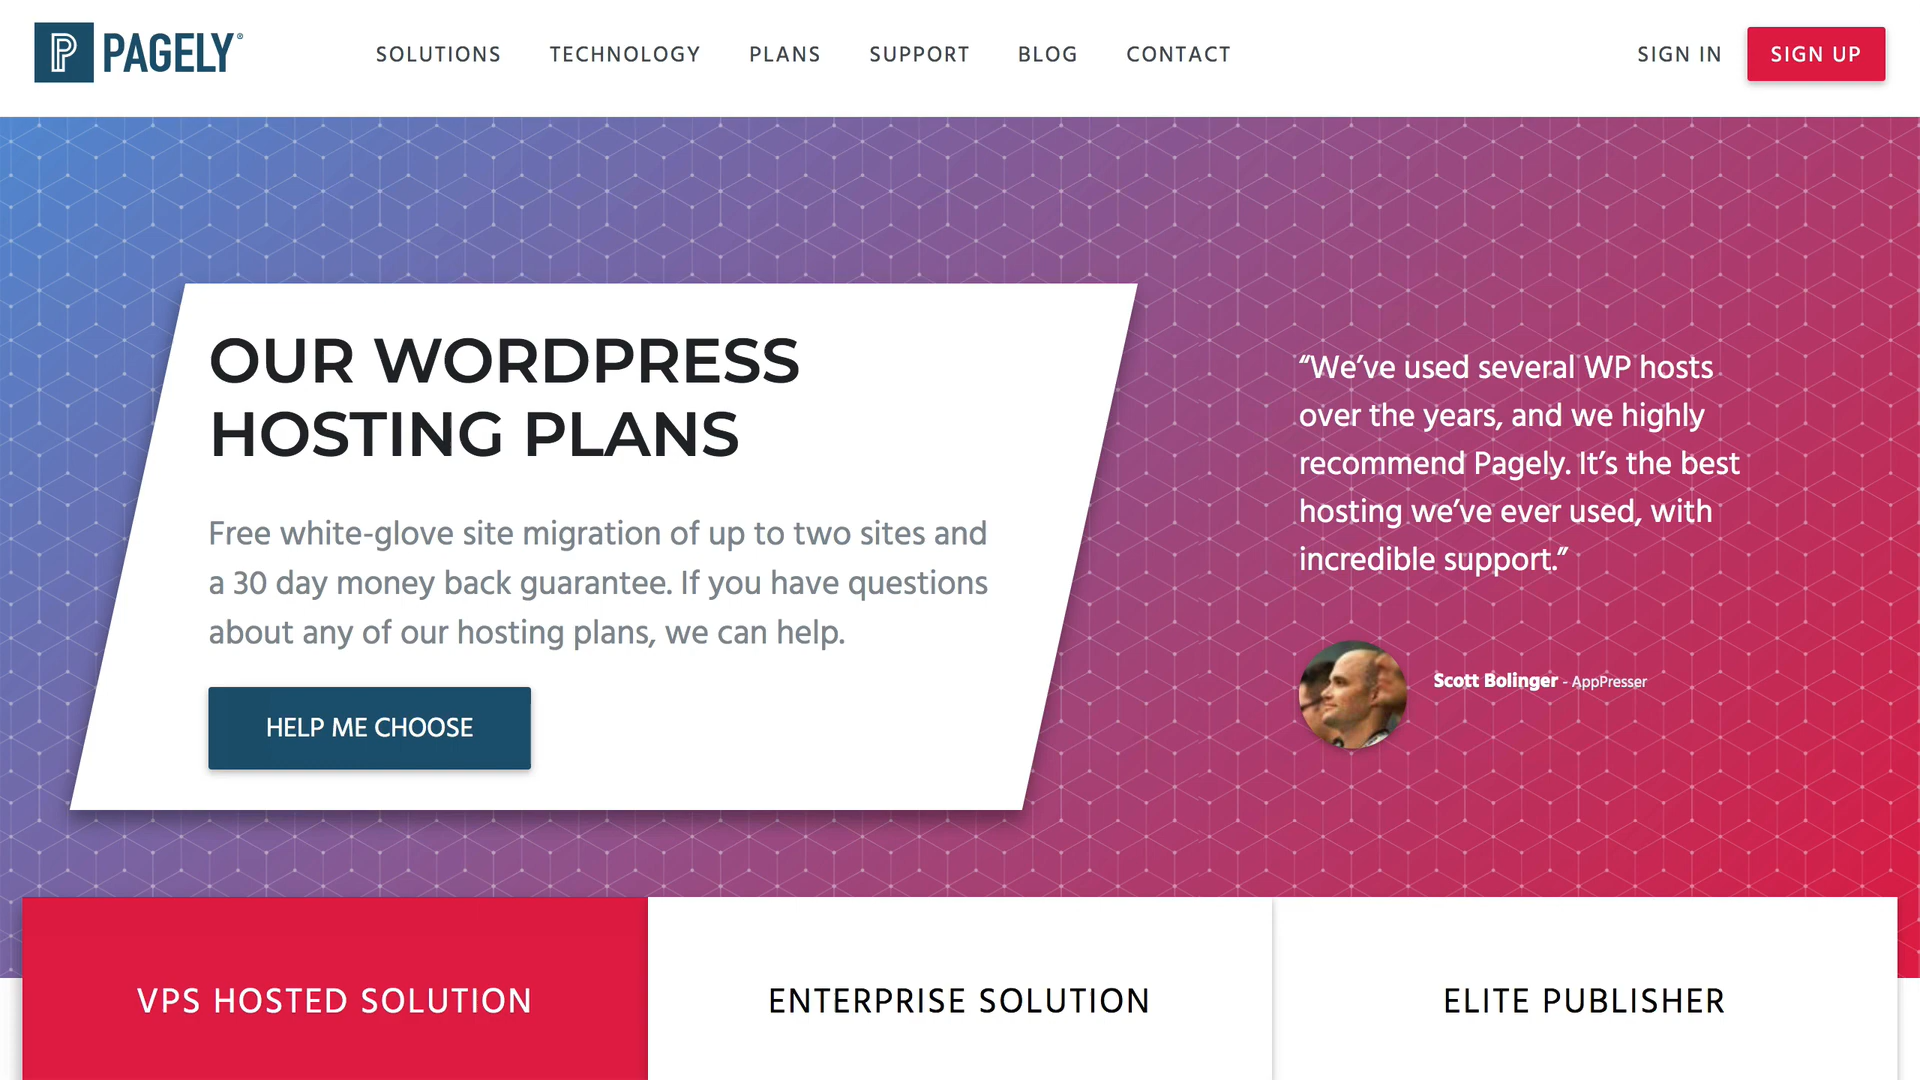 PAGELY®
SOLUTIONS
TECHNOLOGY
PLANS
SUPPORT
BLOG
CONTACT
SIGN IN
SIGN UP
OUR WORDPRESS
HOSTING PLANS
Free white-glove site migration of up to two sites and
a 30 day money back guarantee. If you have questions
about any of our hosting plans, we can help.
HELP ME CHOOSE
“We’ve used several WP hosts
over the years, and we highly
recommend Pagely. It’s the best
hosting we’ve ever used, with
incredible support.”
Scott Bolinger - AppPresser
VPS HOSTED SOLUTION
ENTERPRISE SOLUTION
ELITE PUBLISHER